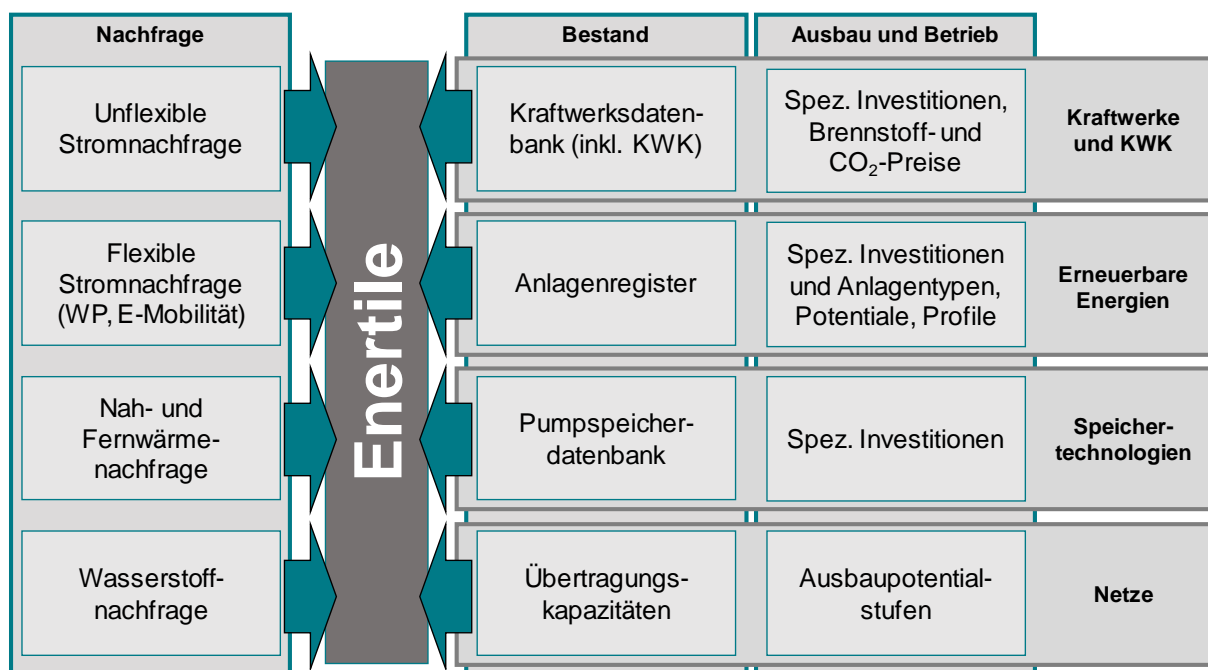 Nachfrage
Bestand
Ausbau und Betrieb
Unflexible
Stromnachfrage
Kraftwerksdaten-
bank (inkl. KWK)
Spez. Investitionen,
Brennstoff- und
CO₂-Preise
Kraftwerke
und KWK
Flexible
Stromnachfrage
(WP, E-Mobilität)
Enertile
Anlagenregister
Spez. Investitionen
und Anlagentypen,
Potentiale, Profile
Erneuerbare
Energien
Nah- und
Fernwärme-
nachfrage
Pumpspeicher-
datenbank
Spez. Investitionen
Speicher-
technologien
Wasserstoff-
nachfrage
Übertragungs-
kapazitäten
Ausbaupotential-
stufen
Netze